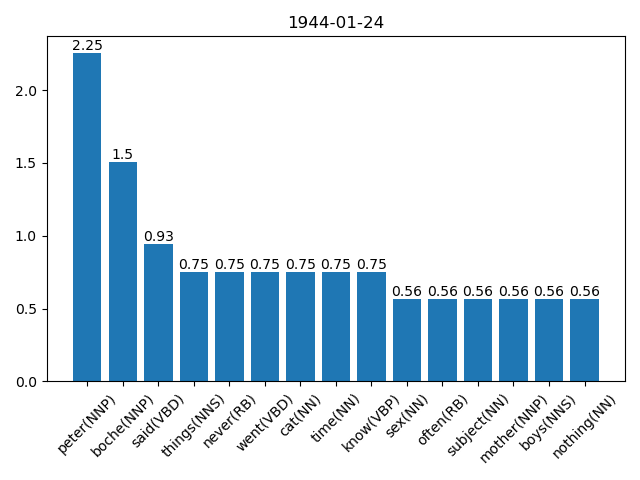 1944-01-24
2.25
1.5
0.93
0.75 0.75 0.75 0.75 0.75 0.75
0.56 0.56 0.56 0.56 0.56 0.56
2.0
1.5
1.0
0.5
0.0
peter(NNP)
boche(NNP)
said(VBD)
things(NNS)
never(RB)
went(VBD)
cat(NN)
time(NN)
know(VBP)
sex(NN)
often(RB)
subject(NN)
mother(NNP)
boys(NNS)
nothing(NN)